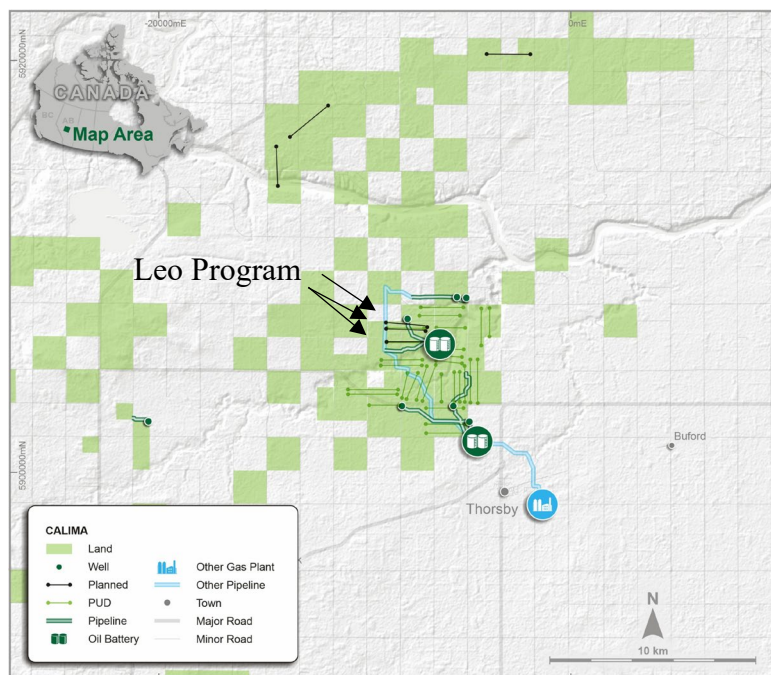 -20000mE
0mE
5920000mN
CANADA
BC
AB
Map Area
Leo Program
5900000mN
Buford
Thorsby
CALIMA
Land
Well
Planned
PUD
Pipeline
Oil Battery
Other Gas Plant
Other Pipeline
Town
Major Road
Minor Road
N
10 km